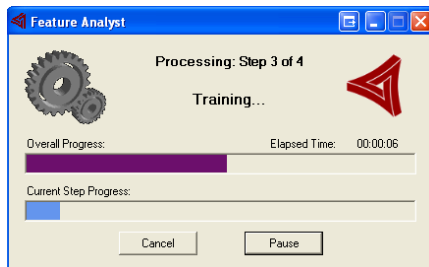 Feature Analyst
Processing: Step 3 of 4
Training...
Overall Progress: Elapsed Time: 00:00:06
Current Step Progress:
Cancel Pause